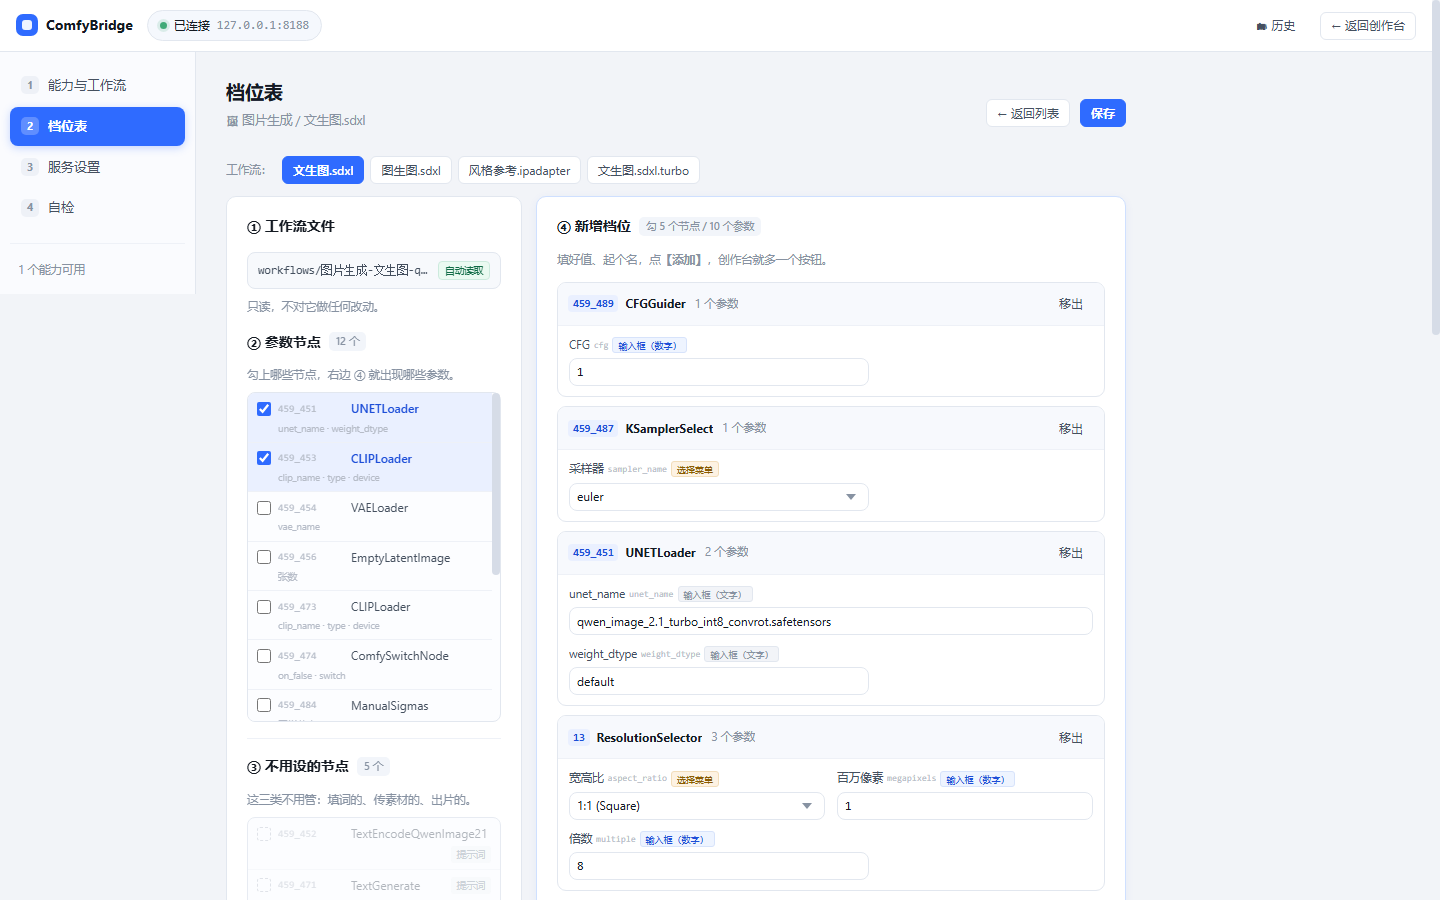 ComfyBridge
已连接 127.0.0.1:8188
历史
← 返回创作台
1 能力与工作流
2 档位表
3 服务设置
4 自检
1 个能力可用
档位表
图片生成 / 文生图.sdxl
← 返回列表
保存
工作流:
文生图.sdxl
图生图.sdxl
风格参考.ipadapter
文生图.sdxl.turbo
① 工作流文件
workflows/图片生成-文生图-q… 自动读取
只读，不对它做任何改动。
② 参数节点 12 个
勾上哪些节点，右边 ④ 就出现哪些参数。
459_451 UNETLoader
unet_name · weight_dtype
459_453 CLIPLoader
clip_name · type · device
459_454 VAELoader
vae_name
459_456 EmptyLatentImage
张数
459_473 CLIPLoader
clip_name · type · device
459_474 ComfySwitchNode
on_false · switch
459_484 ManualSigmas
③ 不用设的节点 5 个
这三类不用管：填词的、传素材的、出片的。
459_452 TextEncodeQwenImage21
提示词
459_471 TextGenerate 提示词
④ 新增档位 勾 5 个节点 / 10 个参数
填好值、起个名，点【添加】，创作台就多一个按钮。
459_489 CFGGuider 1 个参数 移出
CFG cfg 输入框（数字）
1
459_487 KSamplerSelect 1 个参数 移出
采样器 sampler_name 选择菜单
euler
459_451 UNETLoader 2 个参数 移出
unet_name unet_name 输入框（文字）
qwen_image_2.1_turbo_int8_convrot.safetensors
weight_dtype weight_dtype 输入框（文字）
default
13 ResolutionSelector 3 个参数 移出
宽高比 aspect_ratio 选择菜单
1:1 (Square)
百万像素 megapixels 输入框（数字）
1
倍数 multiple 输入框（数字）
8